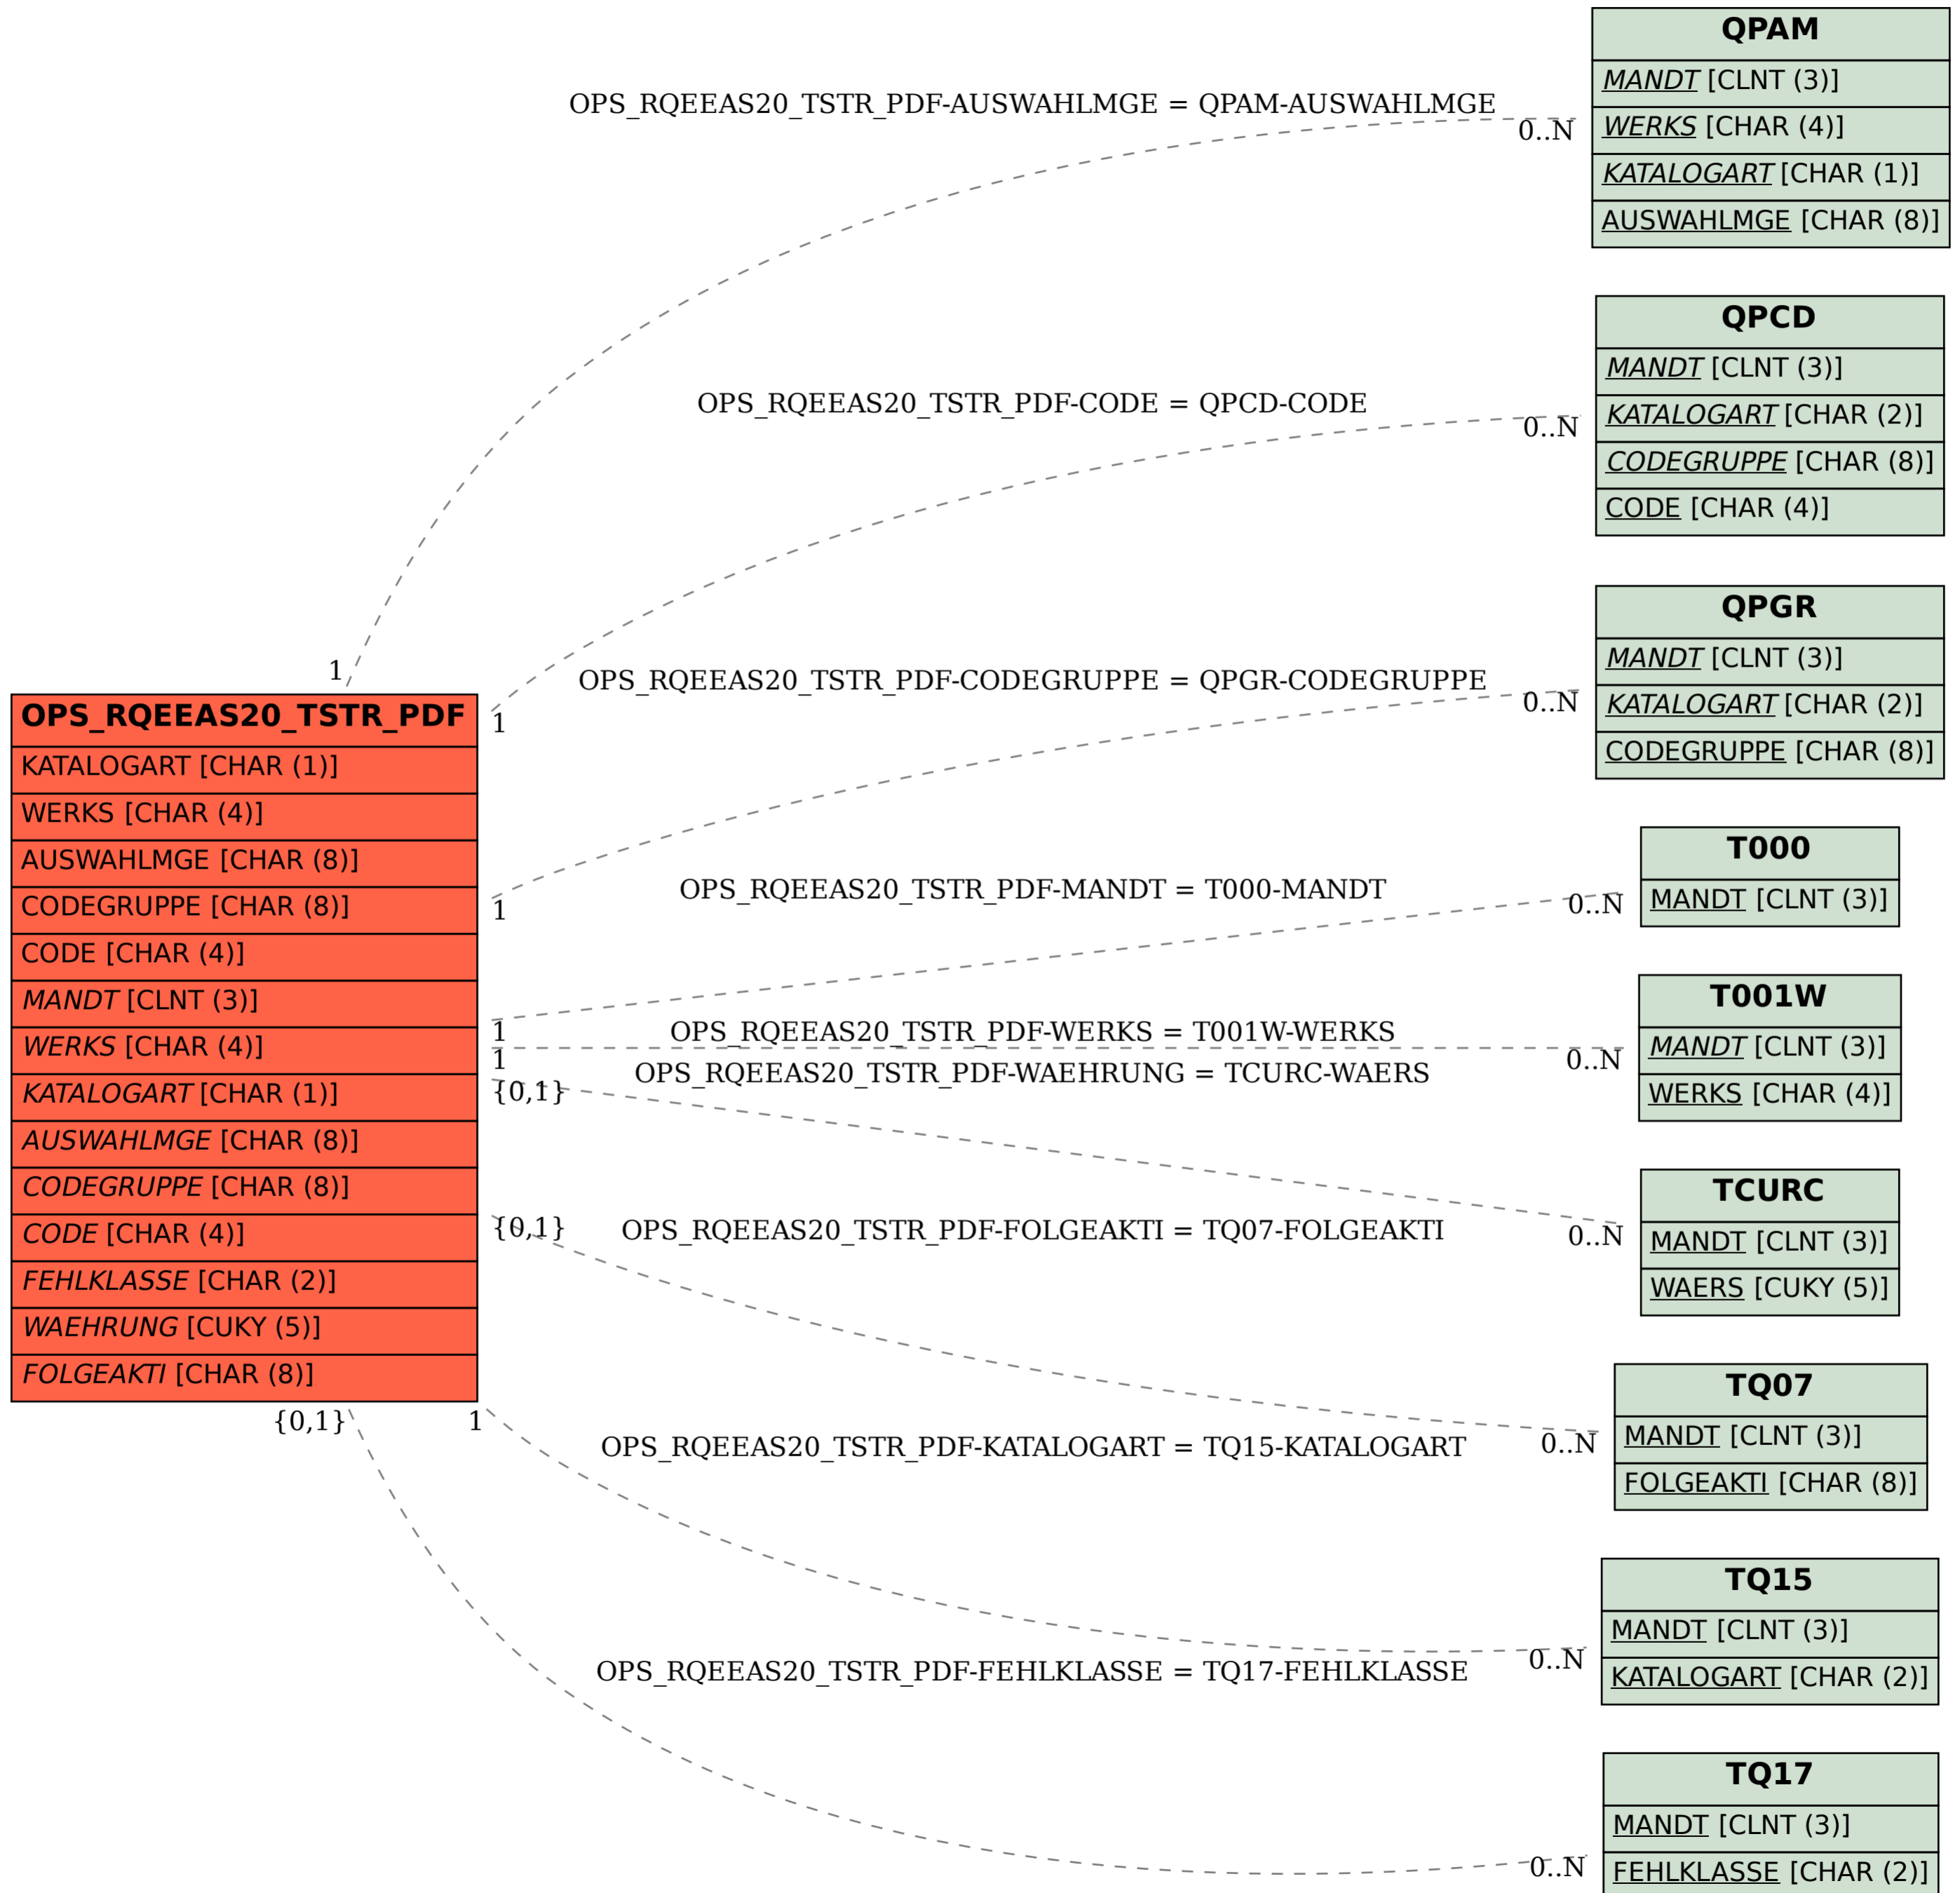 QPAM
MANDT [CLNT (3)]
WERKS [CHAR (4)]
KATALOGART [CHAR (1)]
AUSWAHLMGE [CHAR (8)]
OPS_RQEEAS20_TSTR_PDF-AUSWAHLMGE = QPAM-AUSWAHLMGE
0..N
1
QPCD
MANDT [CLNT (3)]
KATALOGART [CHAR (2)]
CODEGRUPPE [CHAR (8)]
CODE [CHAR (4)]
OPS_RQEEAS20_TSTR_PDF-CODE = QPCD-CODE
0..N
1
QPGR
MANDT [CLNT (3)]
KATALOGART [CHAR (2)]
CODEGRUPPE [CHAR (8)]
OPS_RQEEAS20_TSTR_PDF-CODEGRUPPE = QPGR-CODEGRUPPE
0..N
1
OPS_RQEEAS20_TSTR_PDF
KATALOGART [CHAR (1)]
WERKS [CHAR (4)]
AUSWAHLMGE [CHAR (8)]
CODEGRUPPE [CHAR (8)]
CODE [CHAR (4)]
MANDT [CLNT (3)]
WERKS [CHAR (4)]
KATALOGART [CHAR (1)]
AUSWAHLMGE [CHAR (8)]
CODEGRUPPE [CHAR (8)]
CODE [CHAR (4)]
FEHLKLASSE [CHAR (2)]
WAEHRUNG [CUKY (5)]
FOLGEAKTI [CHAR (8)]
T000
MANDT [CLNT (3)]
OPS_RQEEAS20_TSTR_PDF-MANDT = T000-MANDT
0..N
1
T001W
MANDT [CLNT (3)]
WERKS [CHAR (4)]
OPS_RQEEAS20_TSTR_PDF-WERKS = T001W-WERKS
0..N
1
OPS_RQEEAS20_TSTR_PDF-WAEHRUNG = TCURC-WAERS
{0,1}
0..N
TCURC
MANDT [CLNT (3)]
WAERS [CUKY (5)]
OPS_RQEEAS20_TSTR_PDF-FOLGEAKTI = TQ07-FOLGEAKTI
{0,1}
0..N
TQ07
MANDT [CLNT (3)]
FOLGEAKTI [CHAR (8)]
OPS_RQEEAS20_TSTR_PDF-KATALOGART = TQ15-KATALOGART
1
0..N
TQ15
MANDT [CLNT (3)]
KATALOGART [CHAR (2)]
OPS_RQEEAS20_TSTR_PDF-FEHLKLASSE = TQ17-FEHLKLASSE
{0,1}
0..N
TQ17
MANDT [CLNT (3)]
FEHLKLASSE [CHAR (2)]